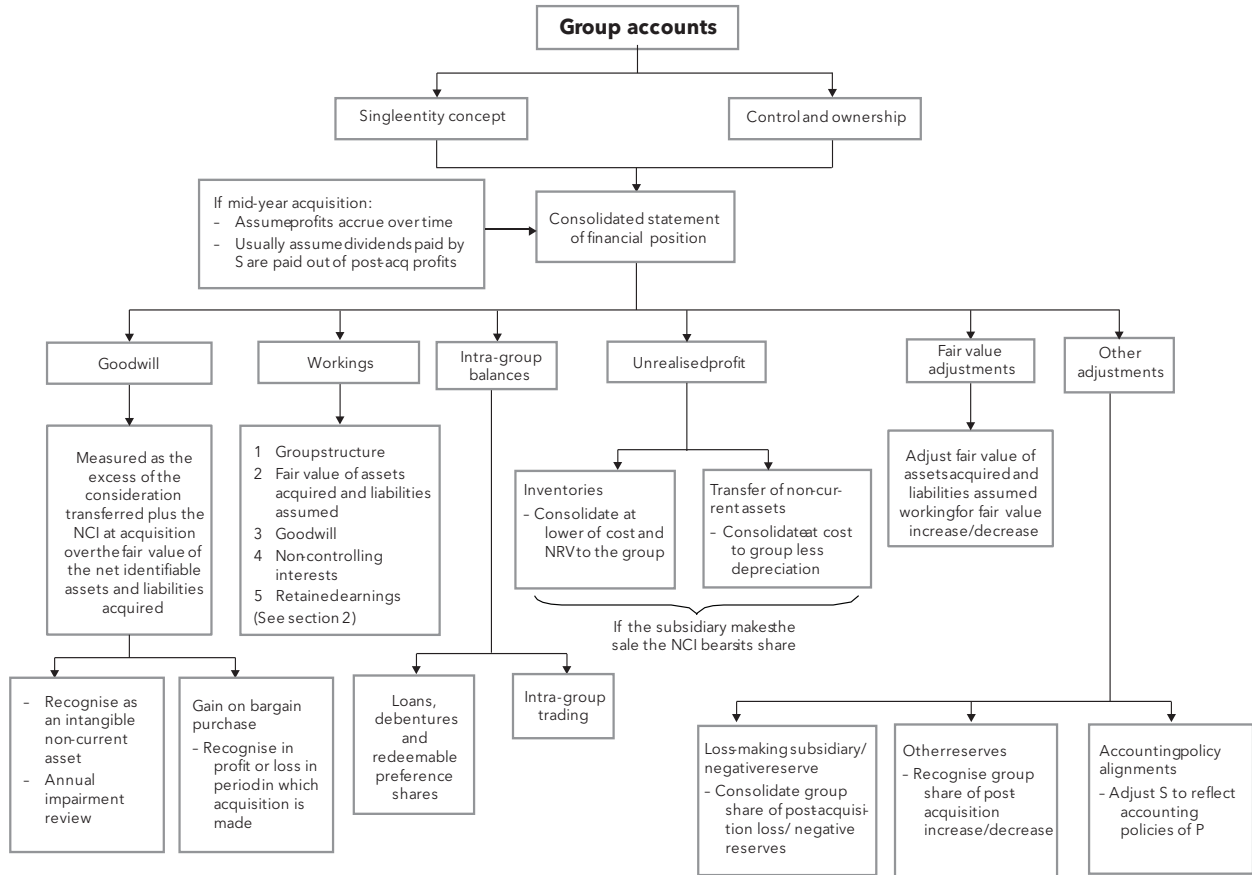 Group accounts
Singleentity concept
Controland ownership
If mid-year acquisition:
– Assumeprofits accrue over time
– Usually assumedividends paid by
S are paid out of post-acq profits
Consolidated statement
of financial position
Goodwill
Workings
Intra-group
balances
Unrealisedprofit
Fair value
adjustments
Other
adjustments
Measured as the
excess of the
consideration
transferred plus the
NCI at acquisition
overthe fair value of
the net identifiable
assets and liabilities
acquired
1 Groupstructure
2 Fair value of assets
acquired and liabilities
assumed
3 Goodwill
4 Non-controlling
interests
5 Retained earnings
(See section 2)
Inventories
– Consolidate at
lower of cost and
NRV to the group
Transfer of non-cur-
rent assets
– Consolidateat cost
to group less
depreciation
Adjust fair value of
assetsacquired and
liabilities assumed
workingfor fair value
increase/decrease
If the subsidiary makesthe
sale the NCI bearsits share
– Recognise as
an intangible
non-current
asset
– Annual
impairment
review
Gain on bargain
purchase
– Recognise in
profit or loss in
periodin which
acquisition is
made
Loans,
debentures
and
redeemable
preference
shares
Intra-group
trading
Loss-making subsidiary/
negativereserve
– Consolidate group
share of post-acquisi-
tion loss/ negative
reserves
Otherreserves
– Recognise group
share of post-
acquisition
increase/decrease
Accountingpolicy
alignments
– Adjust S to reflect
accounting
policies of P